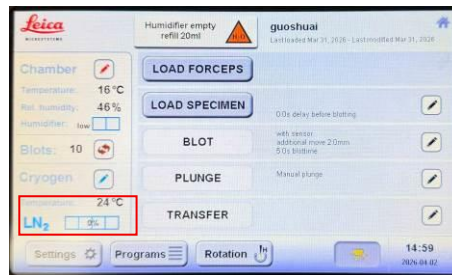 Leica
MICROSYSTEMS
Humidifier empty
refill 20ml
H2O
guoshuai
Last loaded Mar 31, 2026 - Last modified Mar 31, 2026
Chamber
Temperature: 16 °C
Rel. humidity: 46 %
Humidifier: low
Blots: 10
Cryogen
Temperature: 24 °C
LN2 0%
LOAD FORCEPS
LOAD SPECIMEN
0.0s delay before blotting
BLOT
with sensor
additional move 2.0mm
5.0s blottime
PLUNGE
Manual plunge
TRANSFER
Settings
Programs
Rotation
14:59
2026-04-02